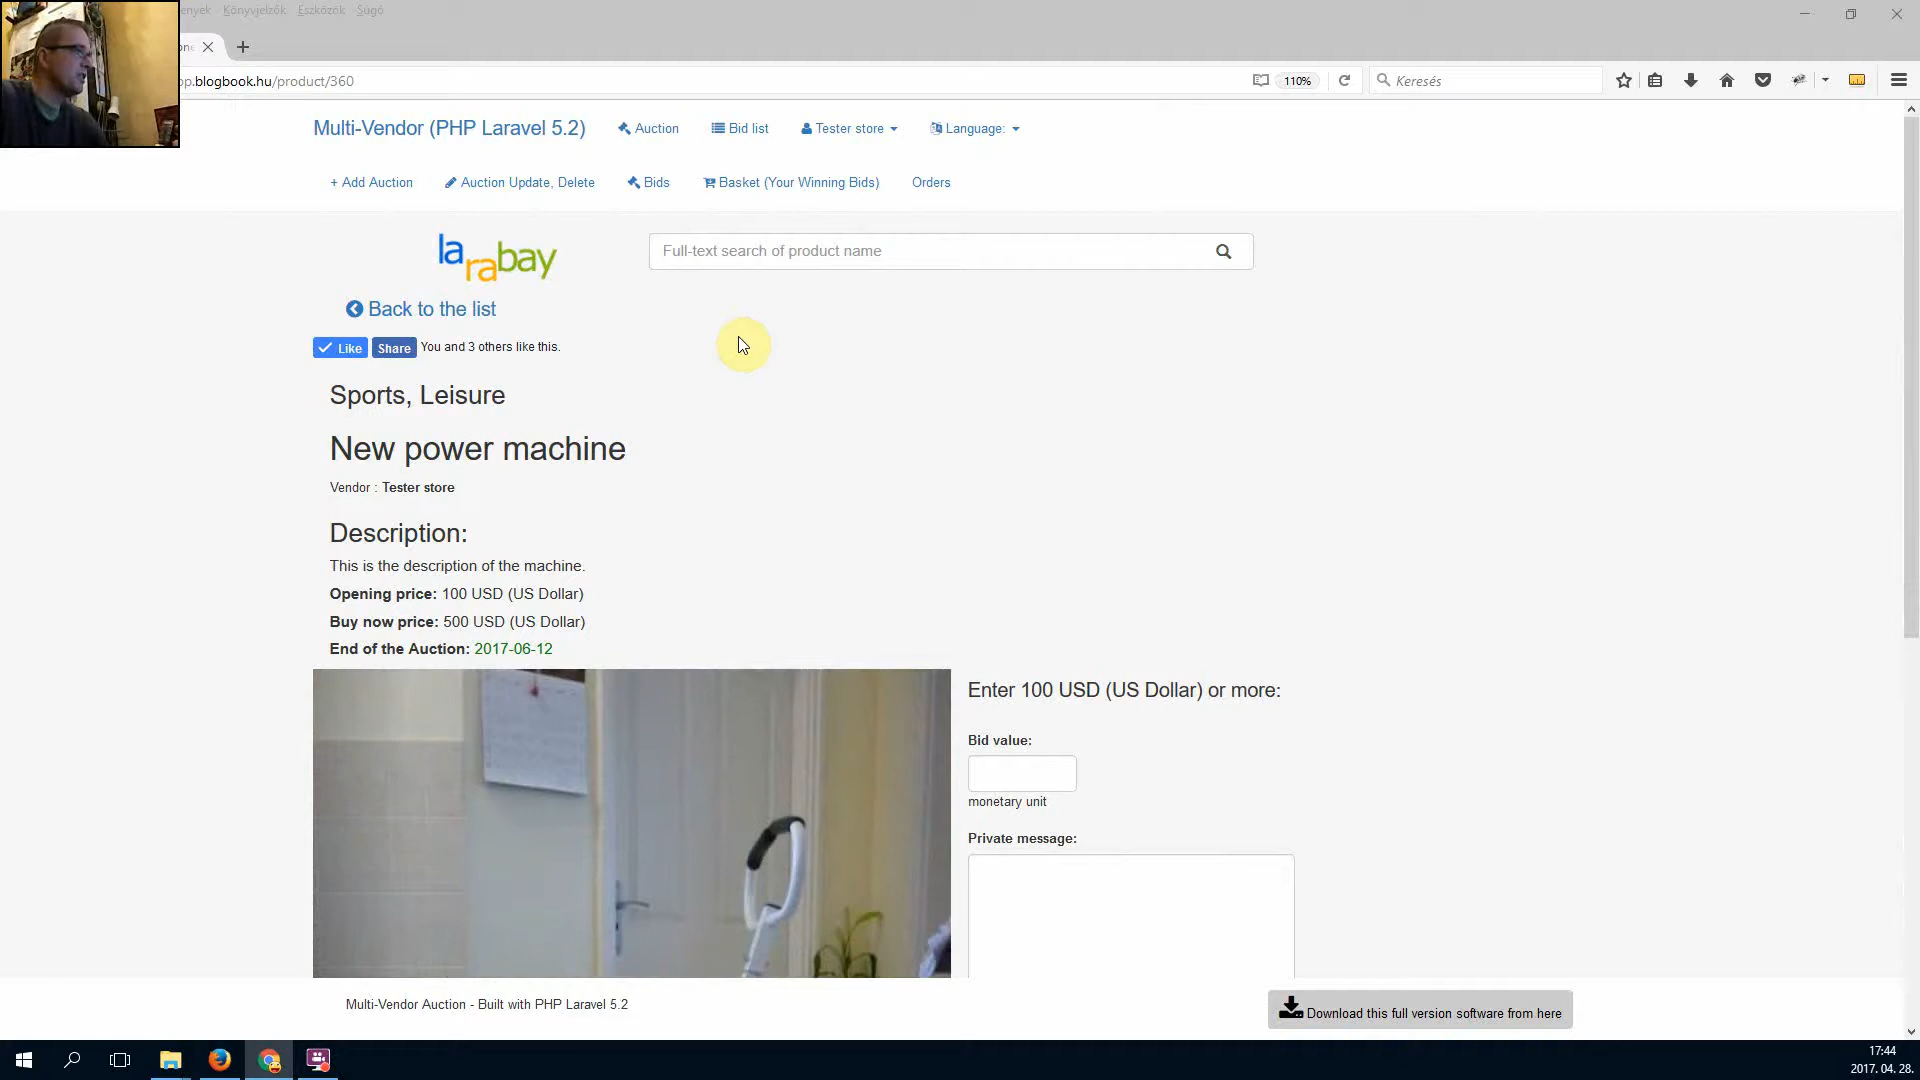 Könyvjelzők Eszközök Súgó
blogbook.hu/product/360
110%
Keresés
Multi-Vendor (PHP Laravel 5.2)
Auction
Bid list
Tester store
Language:
+ Add Auction
Auction Update, Delete
Bids
Basket (Your Winning Bids)
Orders
larabay
Full-text search of product name
Back to the list
Like
Share
You and 3 others like this.
Sports, Leisure
New power machine
Vendor : Tester store
Description:
This is the description of the machine.
Opening price: 100 USD (US Dollar)
Buy now price: 500 USD (US Dollar)
End of the Auction: 2017-06-12
Enter 100 USD (US Dollar) or more:
Bid value:
monetary unit
Private message:
Multi-Vendor Auction - Built with PHP Laravel 5.2
Download this full version software from here
17:44
2017. 04. 28.